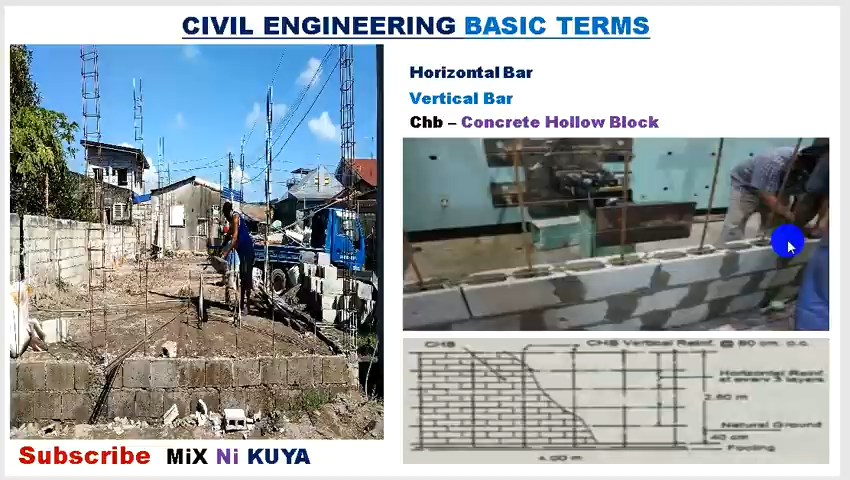 CIVIL ENGINEERING BASIC TERMS
Horizontal Bar
Vertical Bar
Chb – Concrete Hollow Block
CHB
CHB Vertical Reinf. @ 80 cm. o.c.
Horizontal Reinf.
at every 3 layers
2.80 m
Natural Ground
40 cm
Footing
4.00 m
Subscribe MiX Ni KUYA